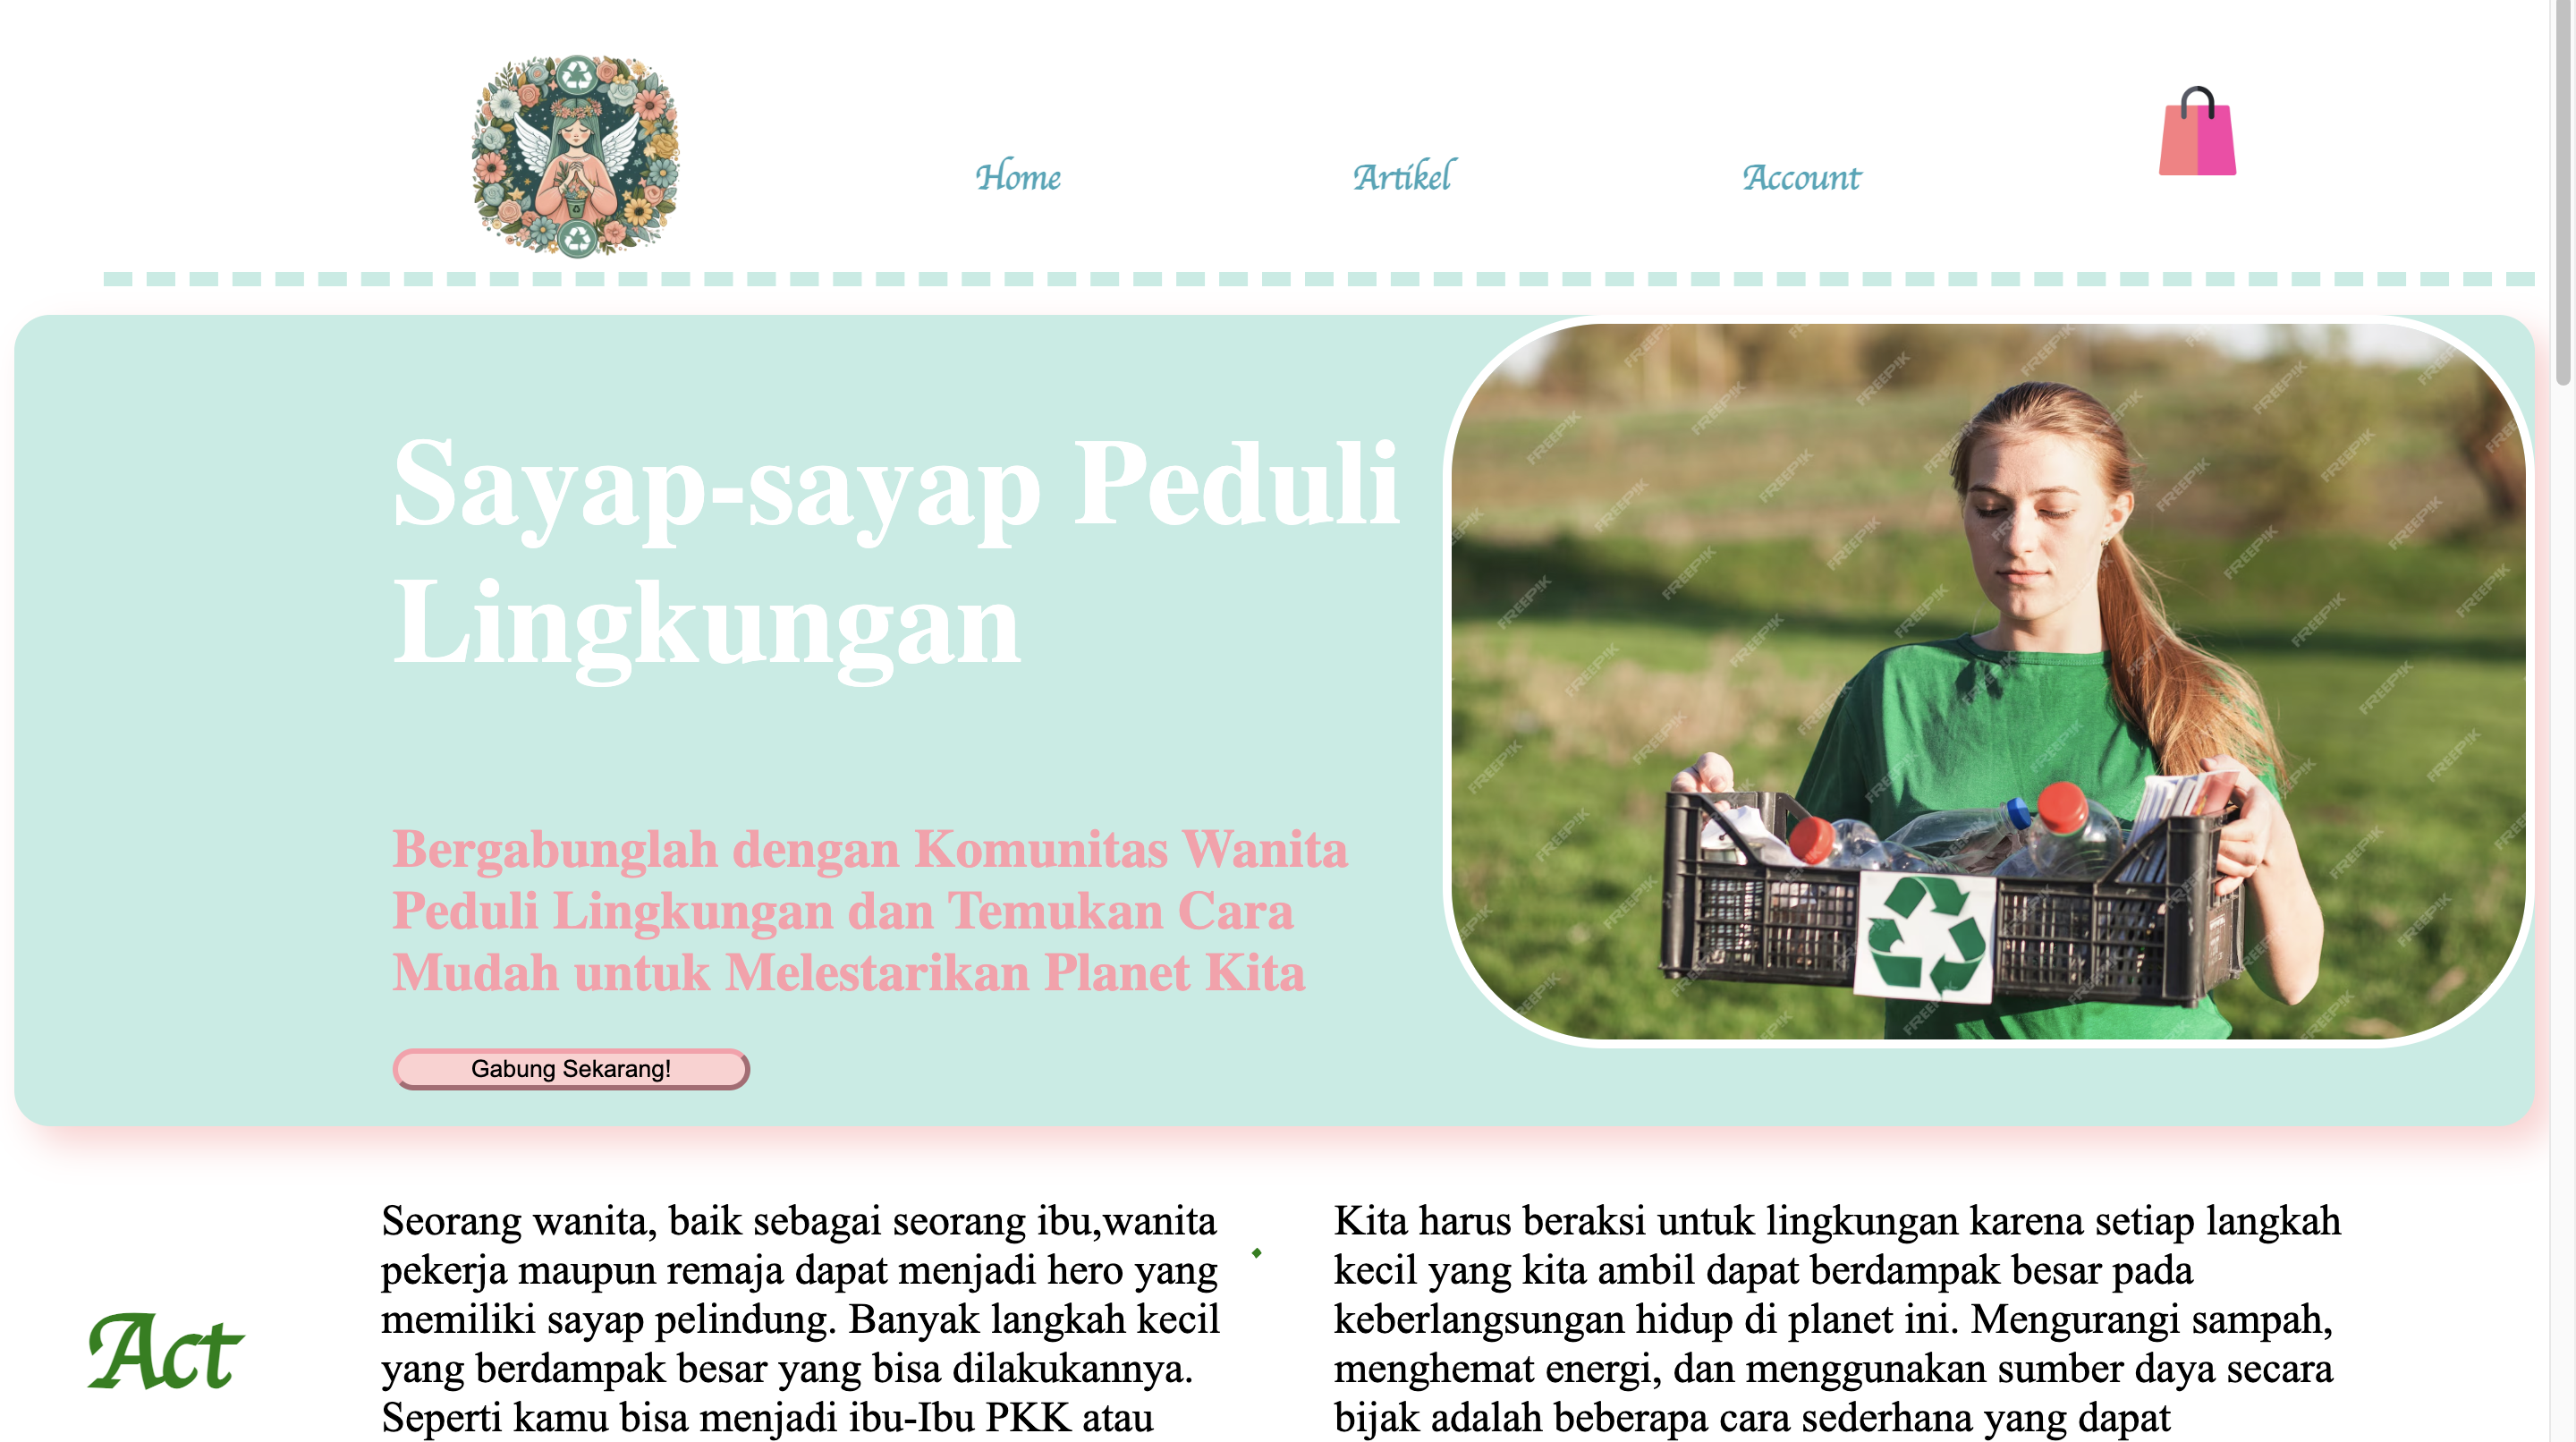 Home
Artikel
Account
Sayap-sayap Peduli
Lingkungan
Bergabunglah dengan Komunitas Wanita
Peduli Lingkungan dan Temukan Cara
Mudah untuk Melestarikan Planet Kita
Gabung Sekarang!
FREEPIK
Act
Seorang wanita, baik sebagai seorang ibu,wanita
pekerja maupun remaja dapat menjadi hero yang
memiliki sayap pelindung. Banyak langkah kecil
yang berdampak besar yang bisa dilakukannya.
Seperti kamu bisa menjadi ibu-Ibu PKK atau
Kita harus beraksi untuk lingkungan karena setiap langkah
kecil yang kita ambil dapat berdampak besar pada
keberlangsungan hidup di planet ini. Mengurangi sampah,
menghemat energi, dan menggunakan sumber daya secara
bijak adalah beberapa cara sederhana yang dapat